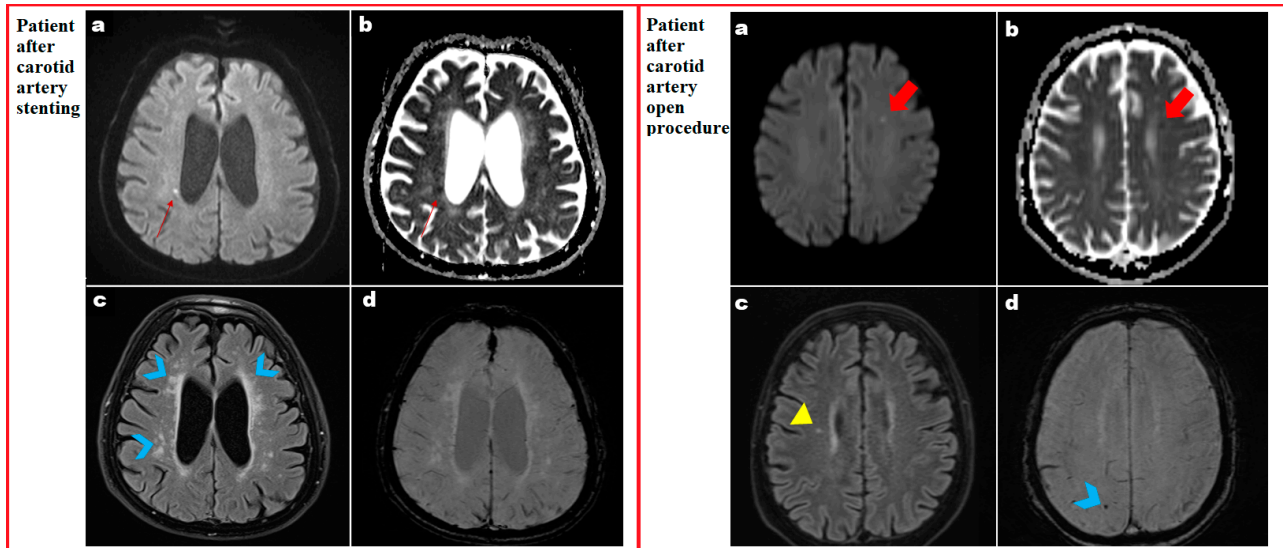 Patient
after
carotid
artery
stenting
a
b
c
d
Patient
after
carotid
artery
open
procedure
a
b
c
d